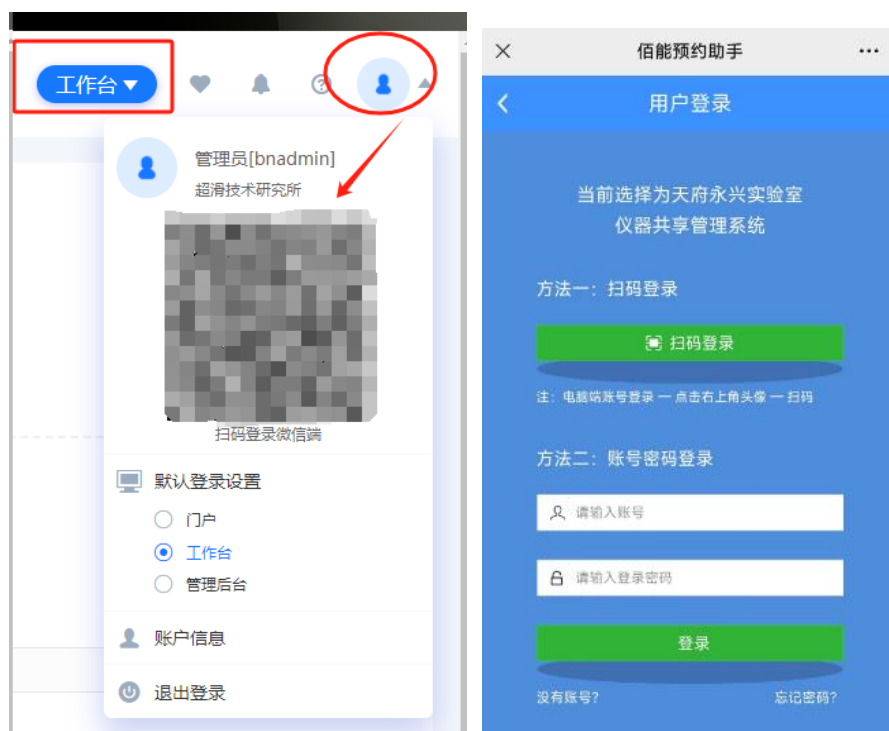 工作台
管理员[bnadmin]
超滑技术研究所
扫码登录微信端
默认登录设置
门户
工作台
管理后台
账户信息
退出登录
佰能预约助手
用户登录
当前选择为天府永兴实验室
仪器共享管理系统
方法一：扫码登录
扫码登录
注：电脑端账号登录 — 点击右上角头像 — 扫码
方法二：账号密码登录
请输入账号
请输入登录密码
登录
没有账号?
忘记密码?